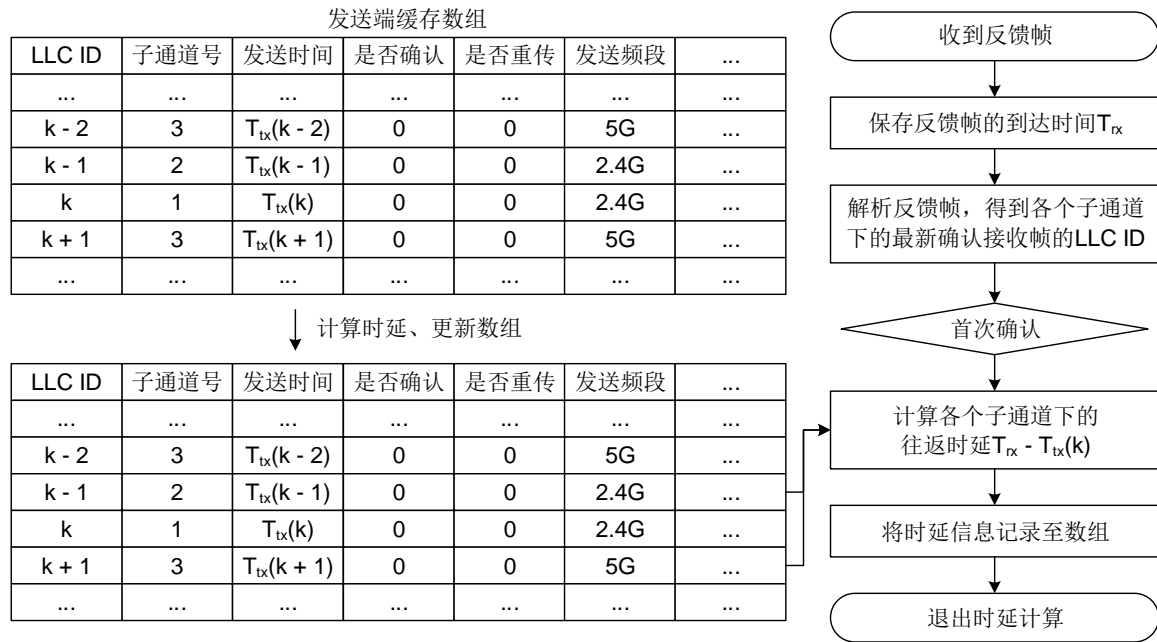 发送端缓存数组
LLC ID 子通道号 发送时间 是否确认 是否重传 发送频段 ...
... ... ... ... ... ... ...
k - 2 3 Ttx(k - 2) 0 0 5G ...
k - 1 2 Ttx(k - 1) 0 0 2.4G ...
k 1 Ttx(k) 0 0 2.4G ...
k + 1 3 Ttx(k + 1) 0 0 5G ...
... ... ... ... ... ... ...
计算时延、更新数组
LLC ID 子通道号 发送时间 是否确认 是否重传 发送频段 ...
... ... ... ... ... ... ...
k - 2 3 Ttx(k - 2) 0 0 5G ...
k - 1 2 Ttx(k - 1) 0 0 2.4G ...
k 1 Ttx(k) 0 0 2.4G ...
k + 1 3 Ttx(k + 1) 0 0 5G ...
... ... ... ... ... ... ...
收到反馈帧
保存反馈帧的到达时间Trx
解析反馈帧，得到各个子通道
下的最新确认接收帧的LLC ID
首次确认
计算各个子通道下的
往返时延Trx - Ttx(k)
将时延信息记录至数组
退出时延计算